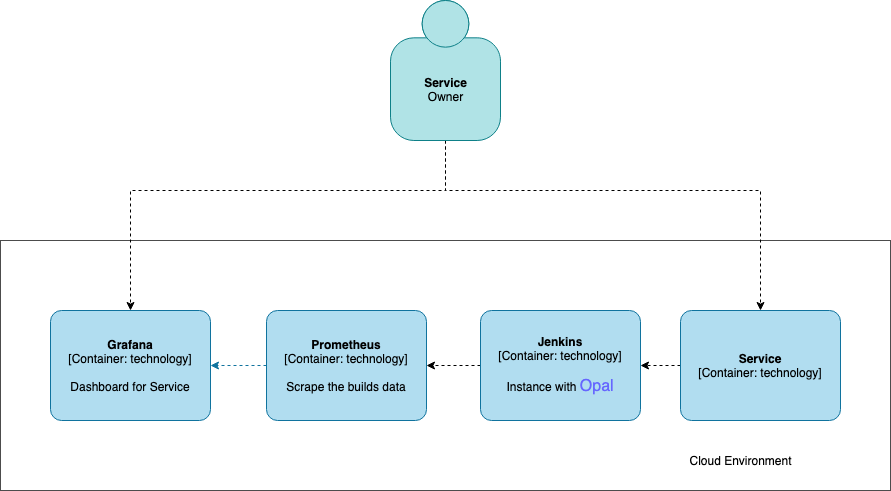 Service
Owner
Grafana
[Container: technology]
Dashboard for Service
Prometheus
[Container: technology]
Scrape the builds data
Jenkins
[Container: technology]
Instance with Opal
Service
[Container: technology]
Cloud Environment